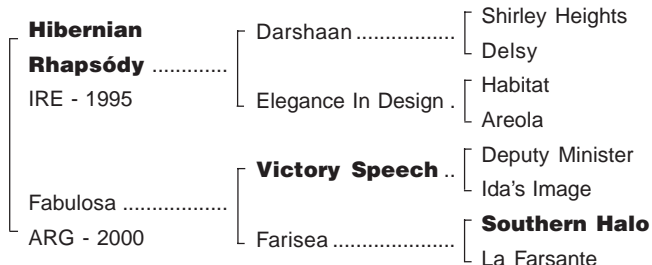 Hibernian
Rhapsódy .............
IRE - 1995
Darshaan .................
Shirley Heights
Delsy
Elegance In Design .
Habitat
Areola
Fabulosa ..................
ARG - 2000
Victory Speech ..
Deputy Minister
Ida's Image
Farisea .....................
Southern Halo
La Farsante